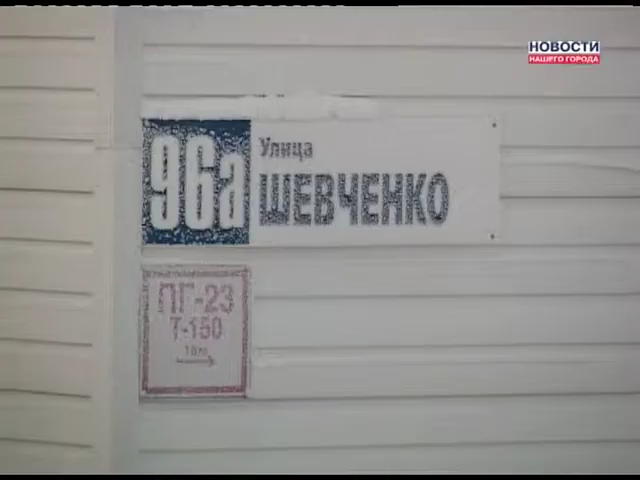 НОВОСТИ
НАШЕГО ГОРОДА
96а
Улица
ШЕВЧЕНКО
ПГ-23
Т-150